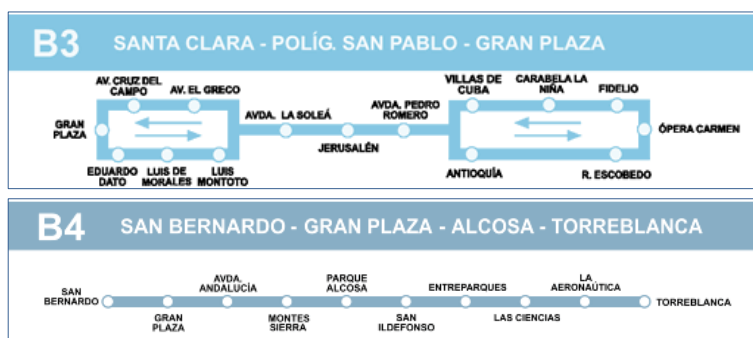 B3 SANTA CLARA - POLÍG. SAN PABLO - GRAN PLAZA
AV. CRUZ DEL
CAMPO
AV. EL GRECO
GRAN
PLAZA
EDUARDO
DATO
LUIS DE
MORALES
LUIS
MONTOTO
AVDA. LA SOLEÁ
JERUSALÉN
AVDA. PEDRO
ROMERO
VILLAS DE
CUBA
CARABELA LA
NIÑA
FIDELIO
ÓPERA CARMEN
ANTIOQUÍA
R. ESCOBEDO
B4 SAN BERNARDO - GRAN PLAZA - ALCOSA - TORREBLANCA
SAN
BERNARDO
GRAN
PLAZA
AVDA.
ANDALUCÍA
MONTES
SIERRA
PARQUE
ALCOSA
SAN
ILDEFONSO
ENTREPARQUES
LAS CIENCIAS
LA
AERONAÚTICA
TORREBLANCA